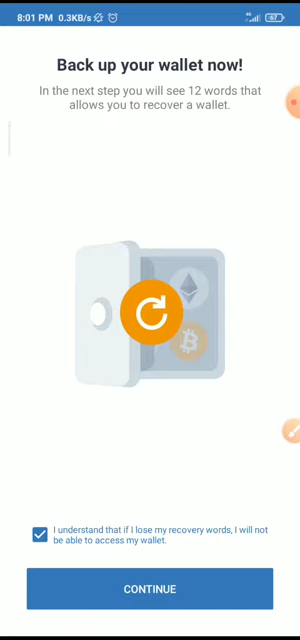 8:01 PM 0.3KB/s
4G
67
Back up your wallet now!
In the next step you will see 12 words that
allows you to recover a wallet.
I understand that if I lose my recovery words, I will not
be able to access my wallet.
CONTINUE